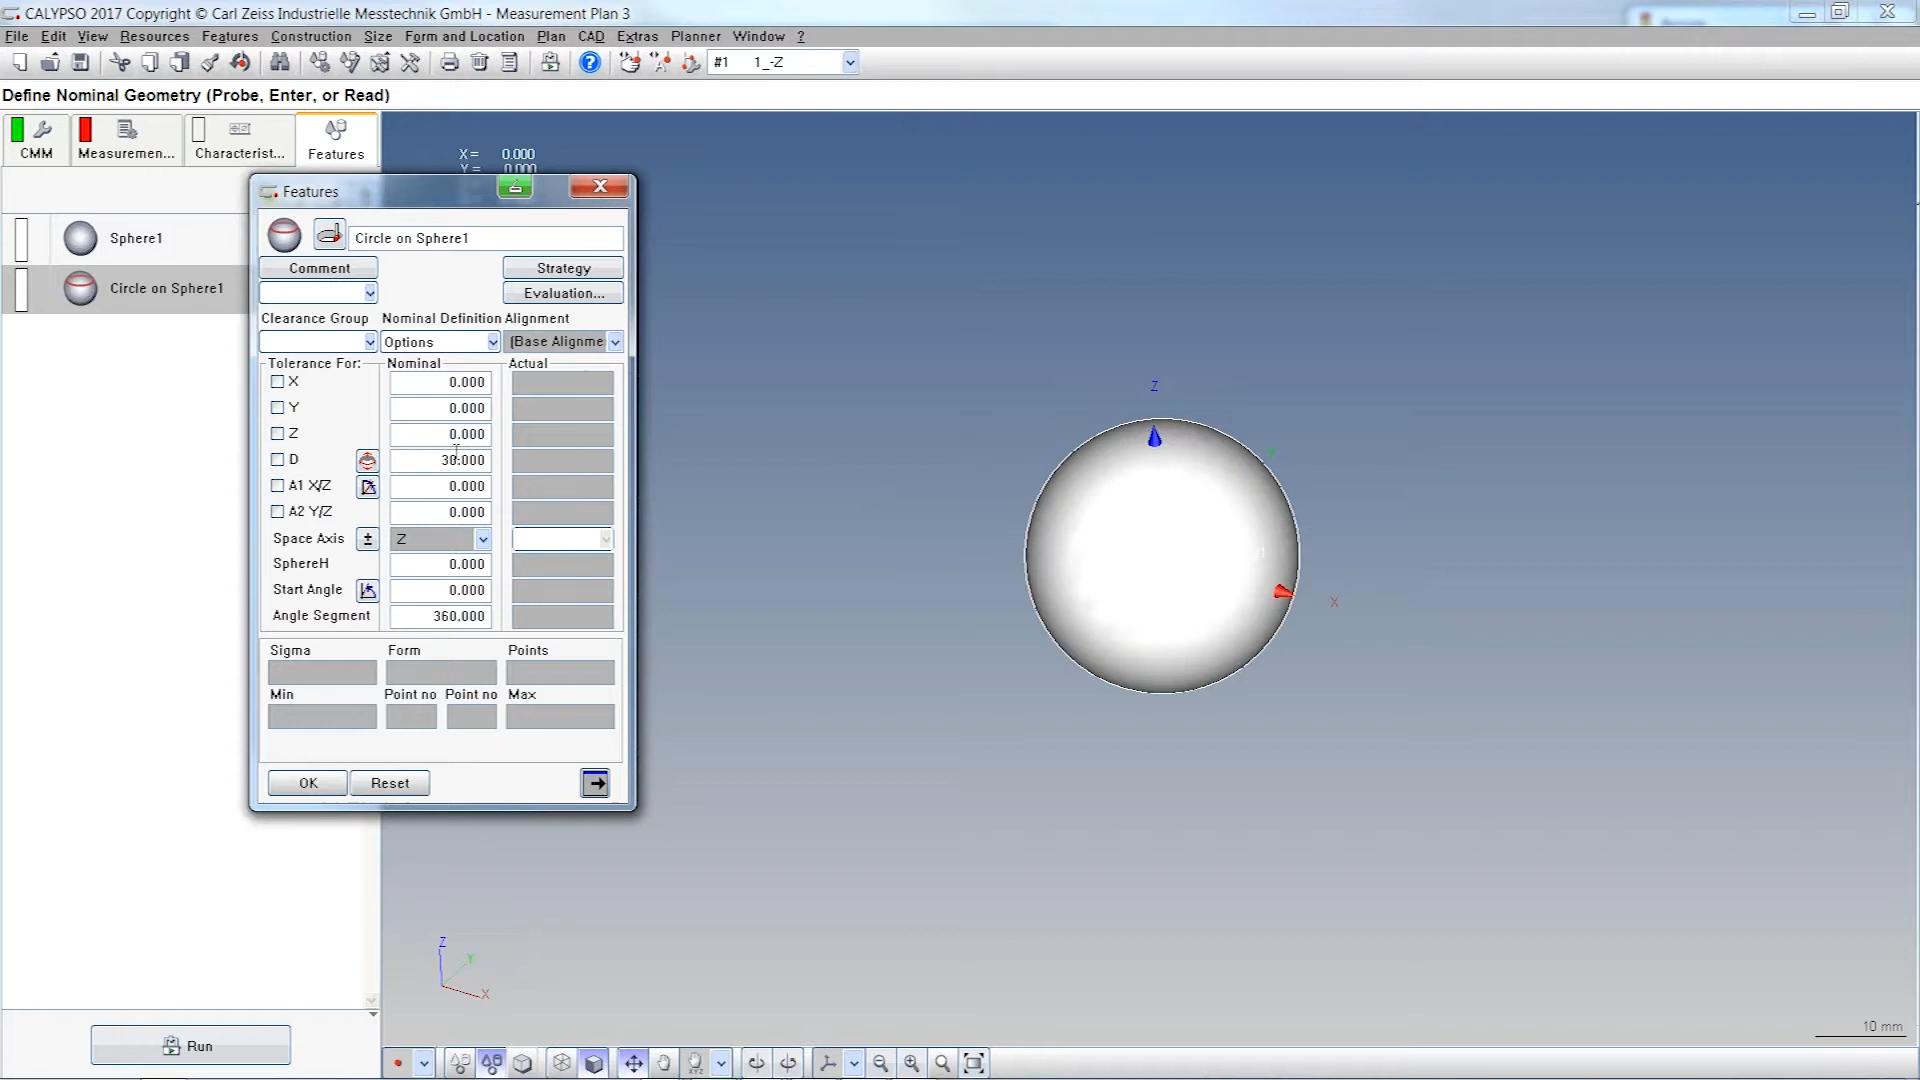 CALYPSO 2017 Copyright © Carl Zeiss Industrielle Messtechnik GmbH - Measurement Plan 3
File Edit View Resources Features Construction Size Form and Location Plan CAD Extras Planner Window ?
#1 1_-Z
Define Nominal Geometry (Probe, Enter, or Read)
CMM Measuremen... Characterist... Features
X= 0.000
Y= 0.000
Features
Sphere1
Circle on Sphere1
Circle on Sphere1
Comment Strategy
Evaluation...
Clearance Group Nominal Definition Alignment
Options (Base Alignme
Tolerance For: Nominal Actual
X 0.000
Y 0.000
Z 0.000
D 30.000
A1 X/Z 0.000
A2 Y/Z 0.000
Space Axis ± Z
SphereH 0.000
Start Angle 0.000
Angle Segment 360.000
Sigma Form Points
Min Point no Point no Max
OK Reset
Run
Z
Y
X
Z
Y
X
10 mm